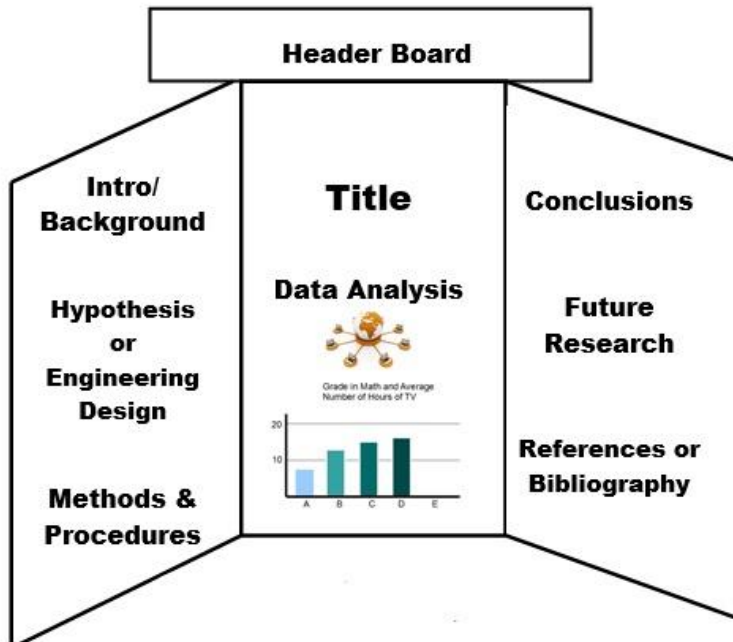 Header Board
Intro/
Background
Hypothesis
or
Engineering
Design
Methods &
Procedures
Title
Data Analysis
Grade in Math and Average
Number of Hours of TV
20
10
A B C D E
Conclusions
Future
Research
References or
Bibliography